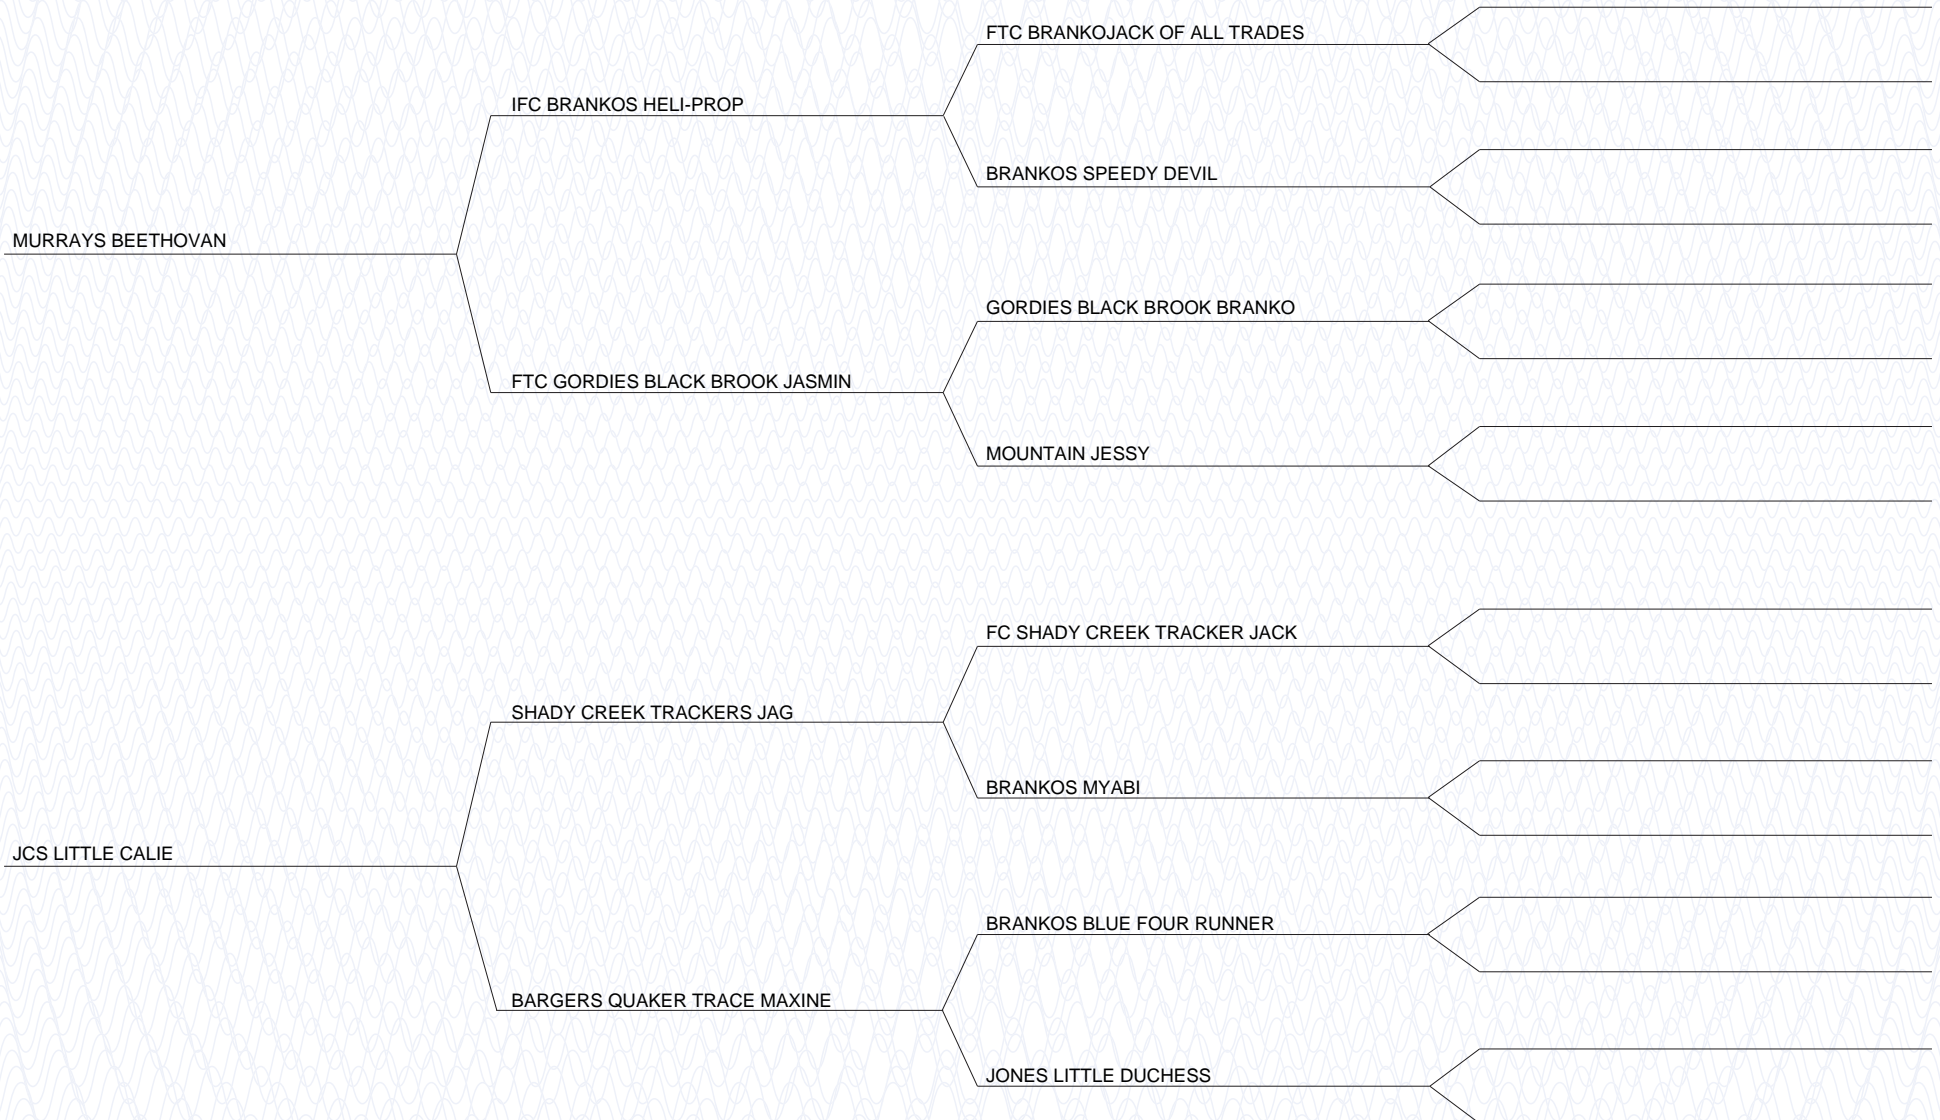 FTC BRANKOJACK OF ALL TRADES
IFC BRANKOS HELI-PROP
BRANKOS SPEEDY DEVIL
MURRAYS BEETHOVAN
GORDIES BLACK BROOK BRANKO
FTC GORDIES BLACK BROOK JASMIN
MOUNTAIN JESSY
FC SHADY CREEK TRACKER JACK
SHADY CREEK TRACKERS JAG
BRANKOS MYABI
JCS LITTLE CALIE
BRANKOS BLUE FOUR RUNNER
BARGERS QUAKER TRACE MAXINE
JONES LITTLE DUCHESS